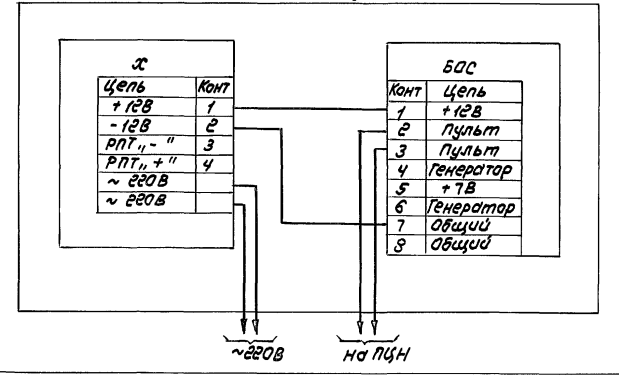 х
Цепь Конт
+12В 1
-12В 2
РПТ „ - " 3
РПТ „ + " 4
~ 220В
~ 220В
БОС
Конт Цепь
1 +12В
2 Пульт
3 Пульт
4 Генератор
5 +7В
6 Генератор
7 Общий
8 Общий
~220В
на ПЦН